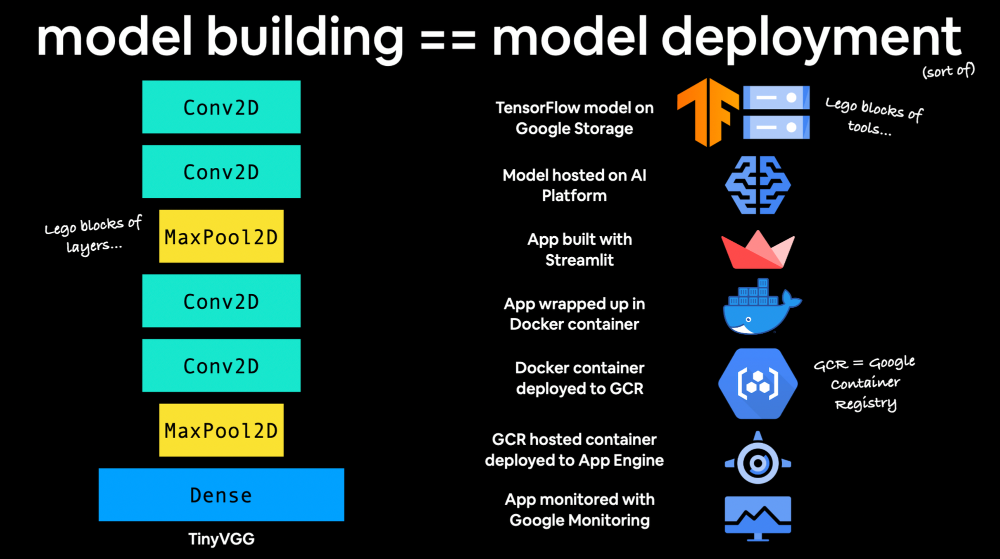 model building == model deployment
(sort of)
Conv2D
Conv2D
Lego blocks of
layers...
MaxPool2D
Conv2D
Conv2D
MaxPool2D
Dense
TinyVGG
TensorFlow model on
Google Storage
Lego blocks of
tools...
Model hosted on AI
Platform
App built with
Streamlit
App wrapped up in
Docker container
Docker container
deployed to GCR
GCR = Google
Container
Registry
GCR hosted container
deployed to App Engine
App monitored with
Google Monitoring